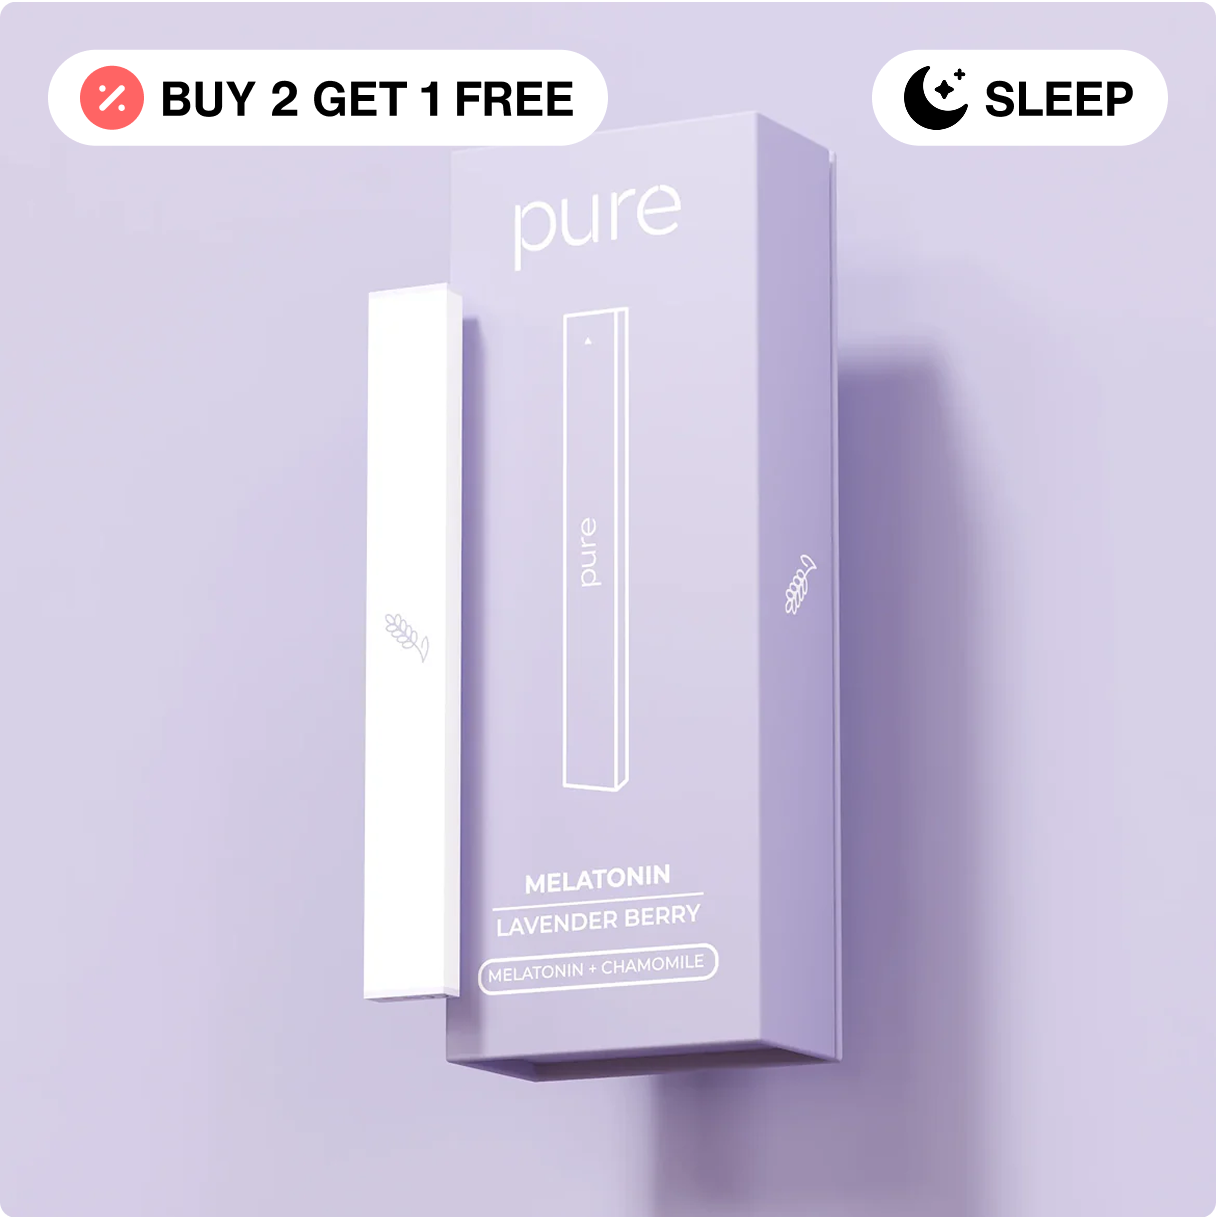 BUY 2 GET 1 FREE
SLEEP
pure
pure
MELATONIN
LAVENDER BERRY
MELATONIN + CHAMOMILE